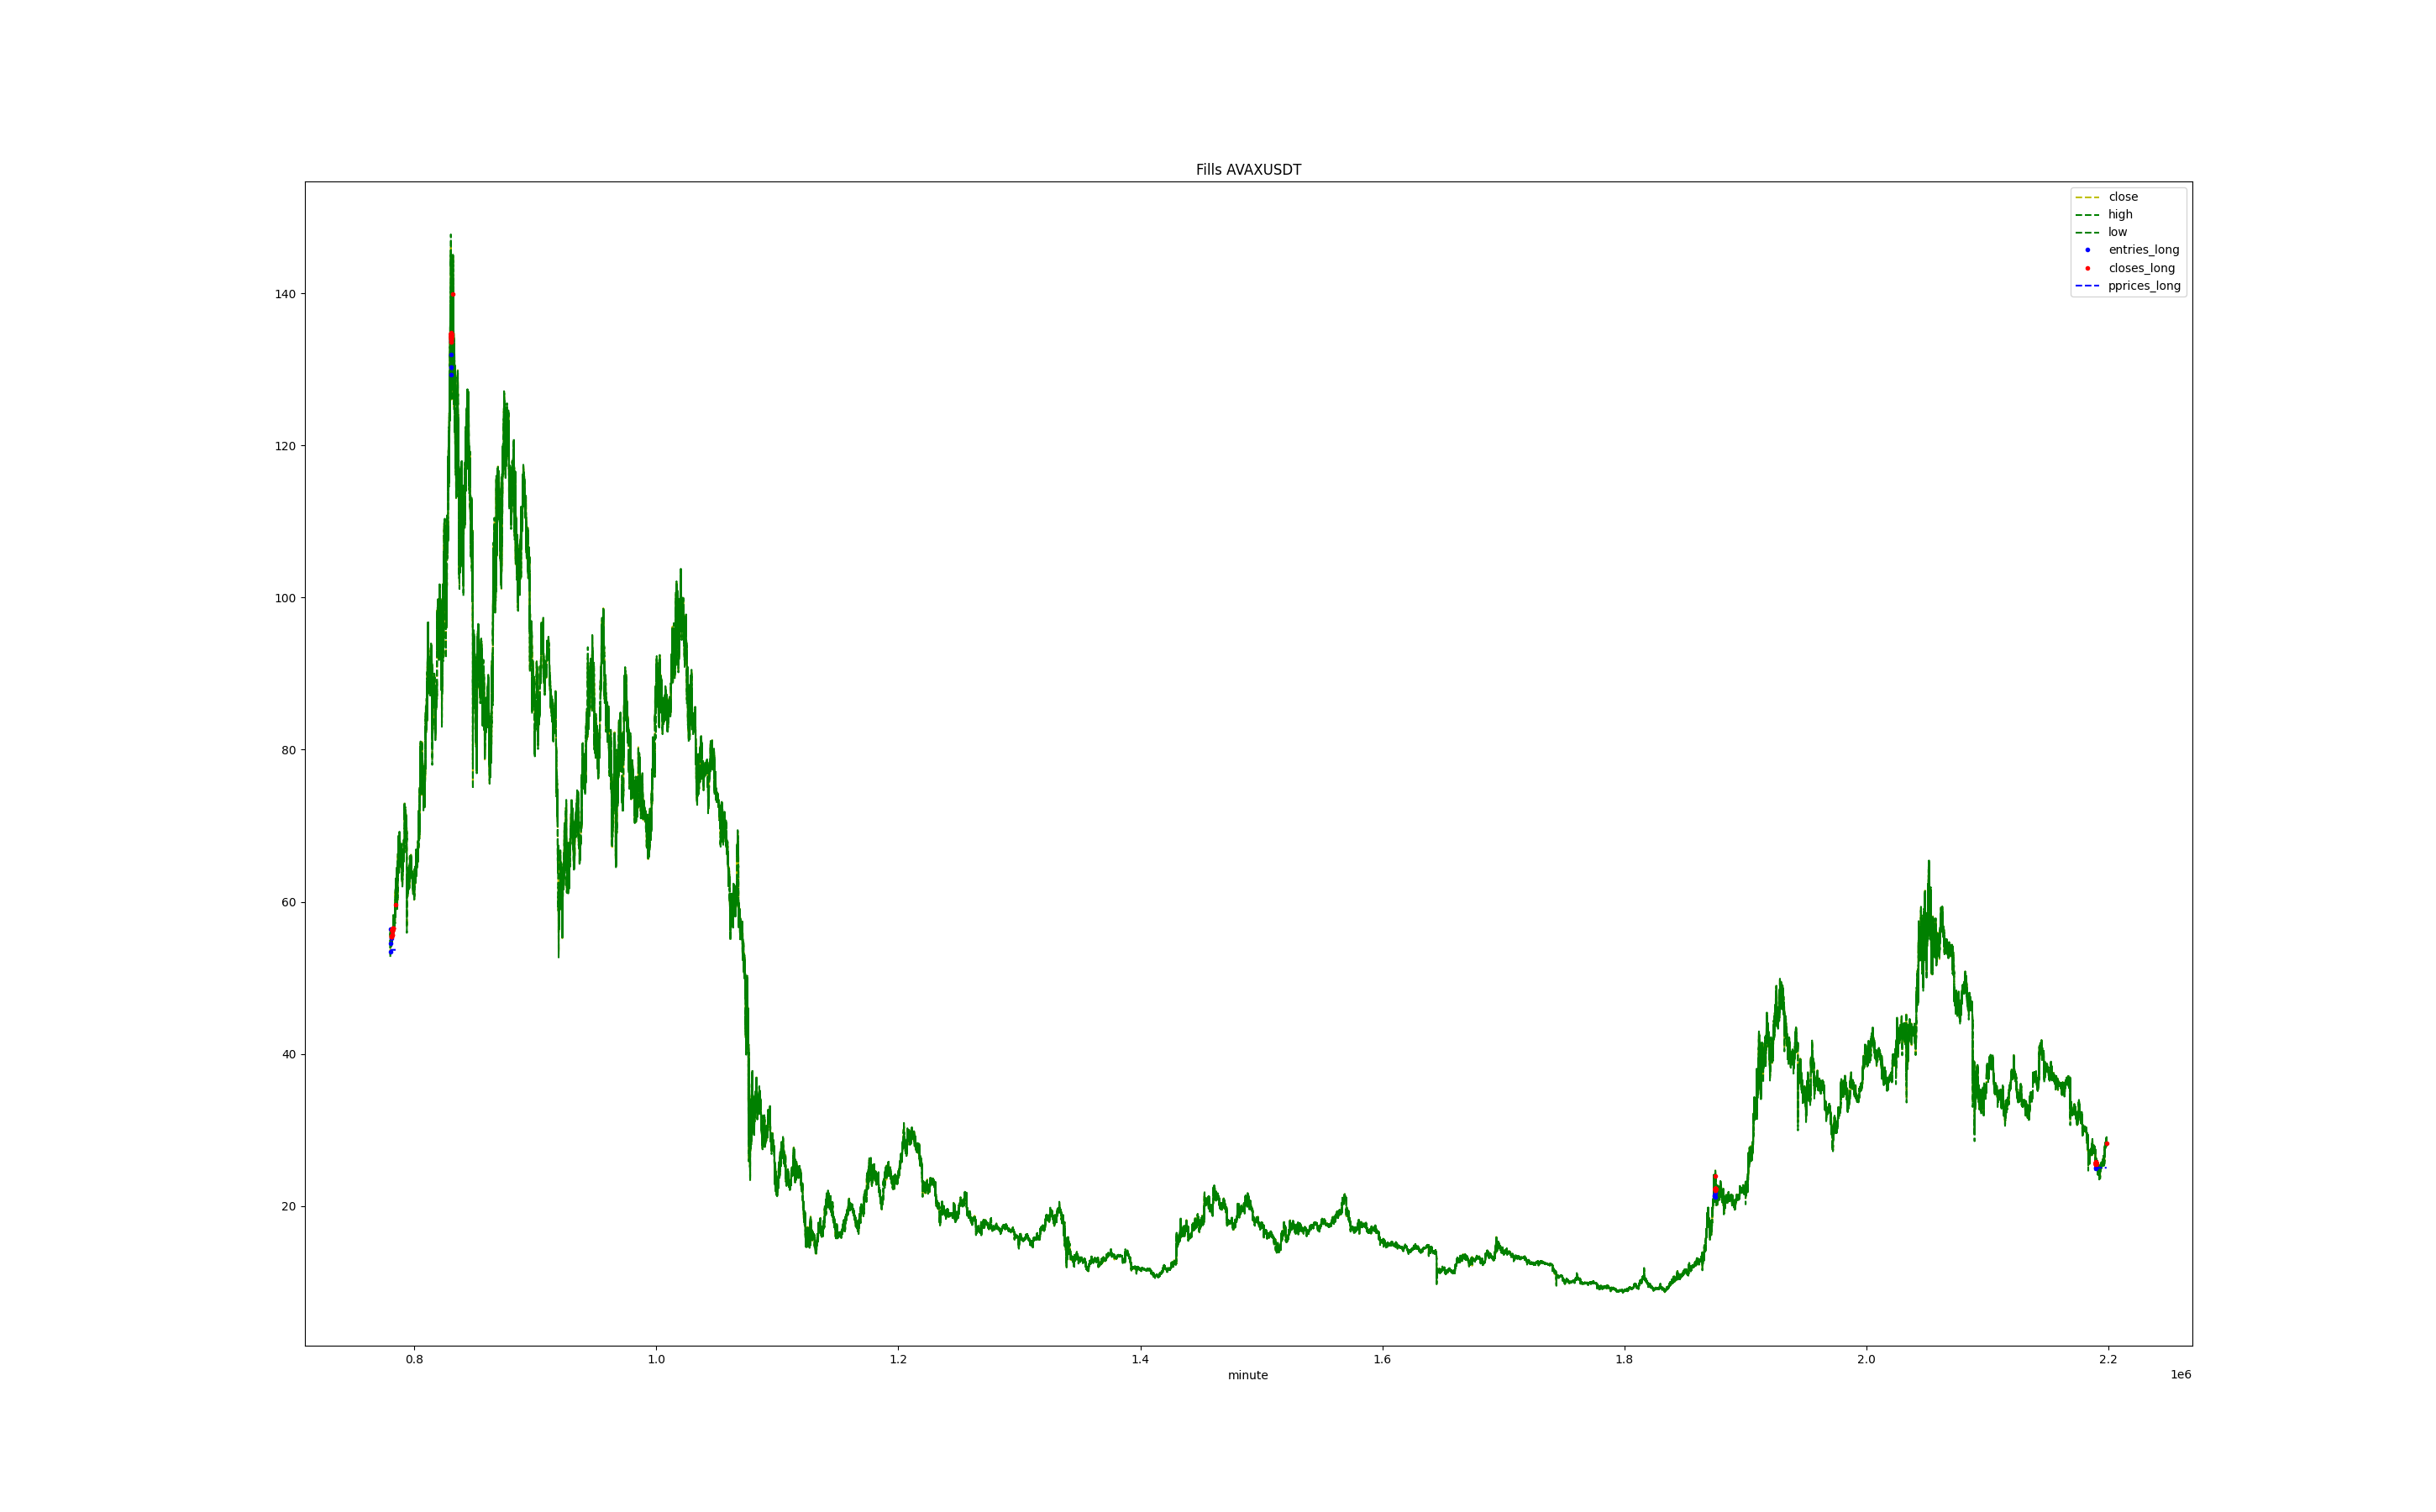 Fills AVAXUSDT
close
high
low
entries_long
closes_long
pprices_long
140
120
100
80
60
40
20
0.8 1.0 1.2 1.4 1.6 1.8 2.0 2.2
minute
1e6